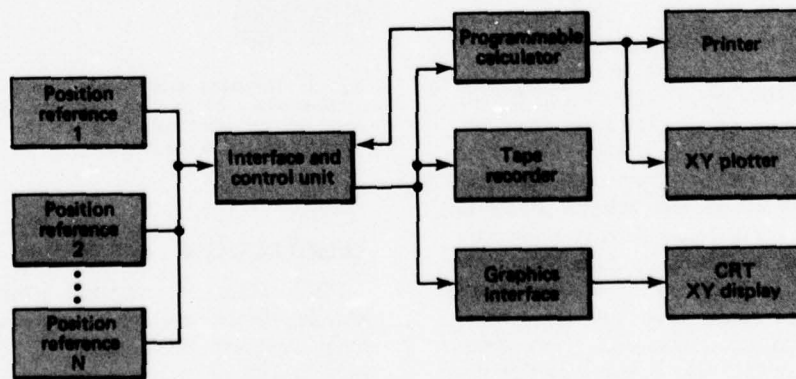 Position
reference
1
Position
reference
2
Position
reference
N
Interface and
control unit
Programmable
calculator
Tape
recorder
Graphics
interface
Printer
XY plotter
CRT
XY display